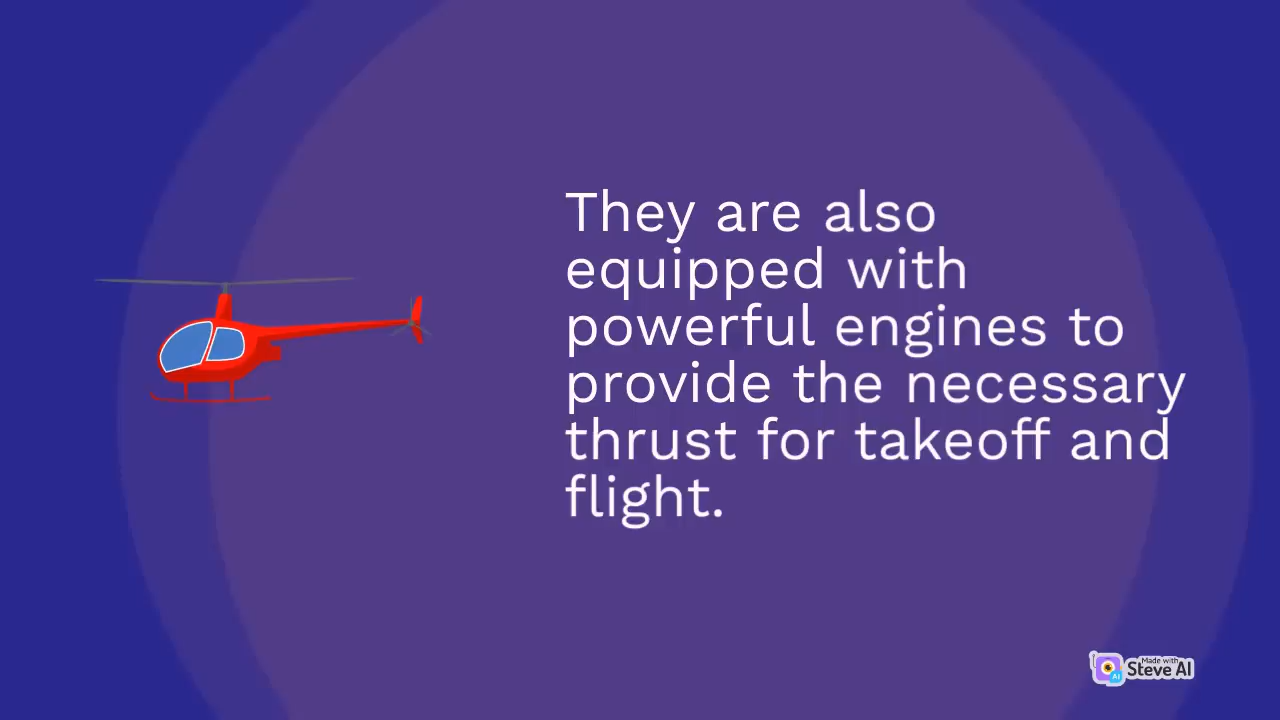 They are also
equipped with
powerful engines to
provide the necessary
thrust for takeoff and
flight.
Made with
Steve AI
AI